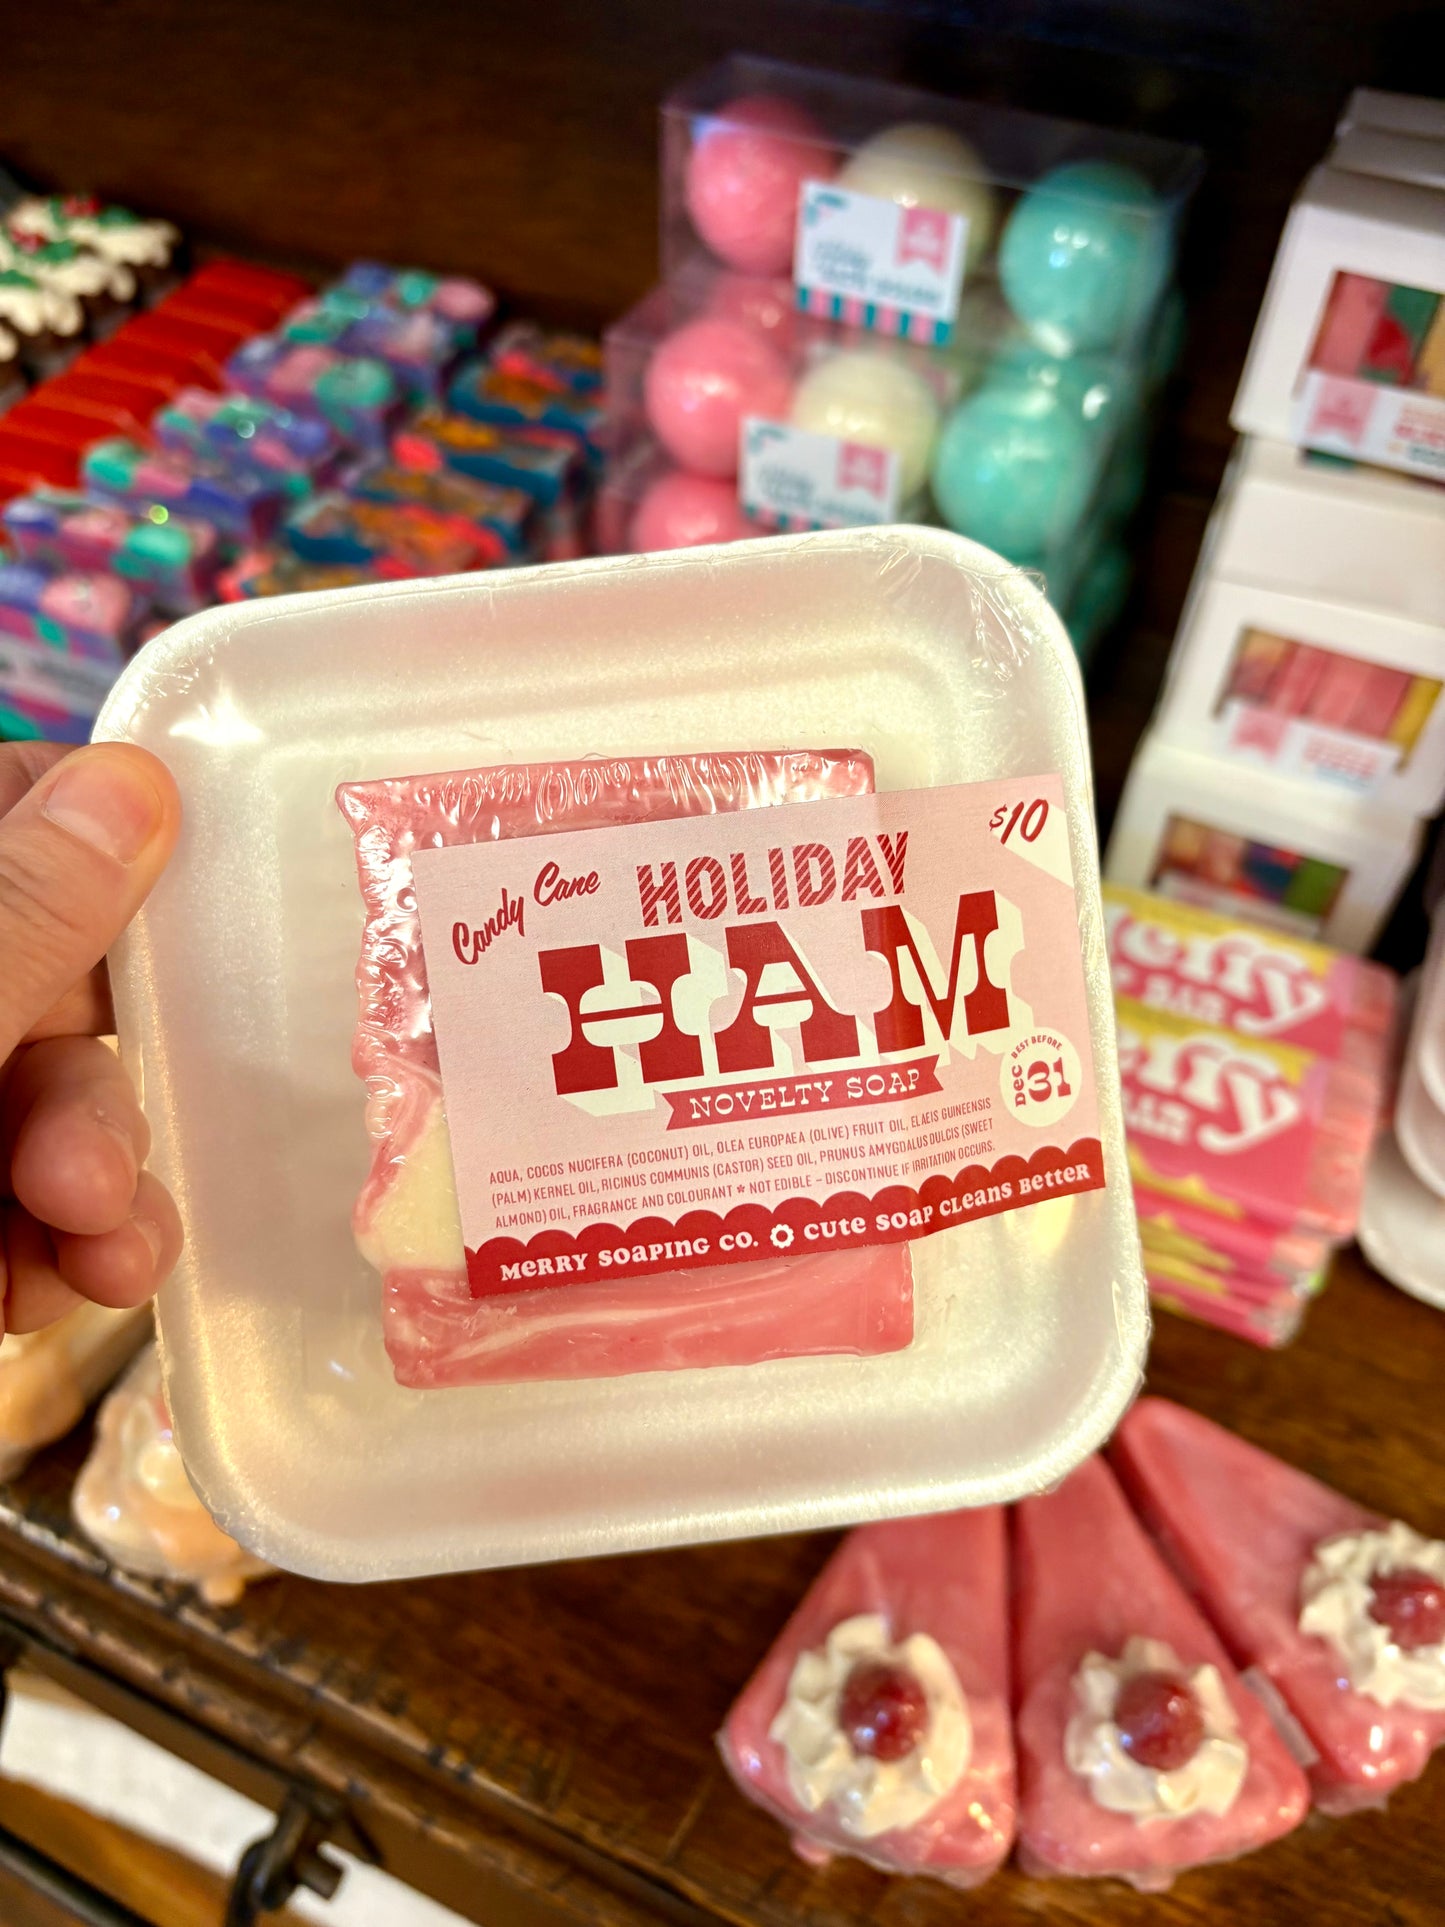 $10
Candy Cane
HOLIDAY
HAM
NOVELTY SOAP
BEST BEFORE
DEC 31
AQUA, COCOS NUCIFERA (COCONUT) OIL, OLEA EUROPAEA (OLIVE) FRUIT OIL, ELAEIS GUINEENSIS
(PALM) KERNEL OIL, RICINUS COMMUNIS (CASTOR) SEED OIL, PRUNUS AMYGDALUS DULCIS (SWEET
ALMOND) OIL, FRAGRANCE AND COLOURANT * NOT EDIBLE – DISCONTINUE IF IRRITATION OCCURS.
MERRY SOAPING CO. CUTE SOAP CLEANS BETTER